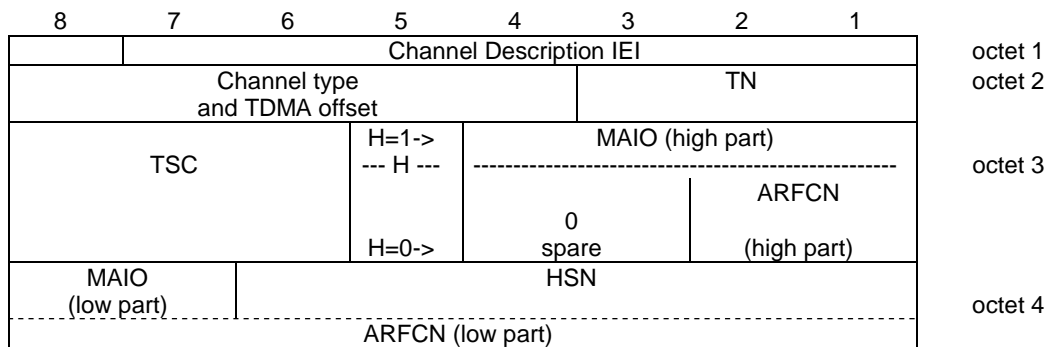 8 7 6 5 4 3 2 1
Channel Description IEI octet 1
Channel type TN octet 2
and TDMA offset
H=1-> MAIO (high part)
TSC --- H --- ------------------------------------------------------ octet 3
ARFCN
0
H=0-> spare (high part)
MAIO HSN
(low part) octet 4
ARFCN (low part)